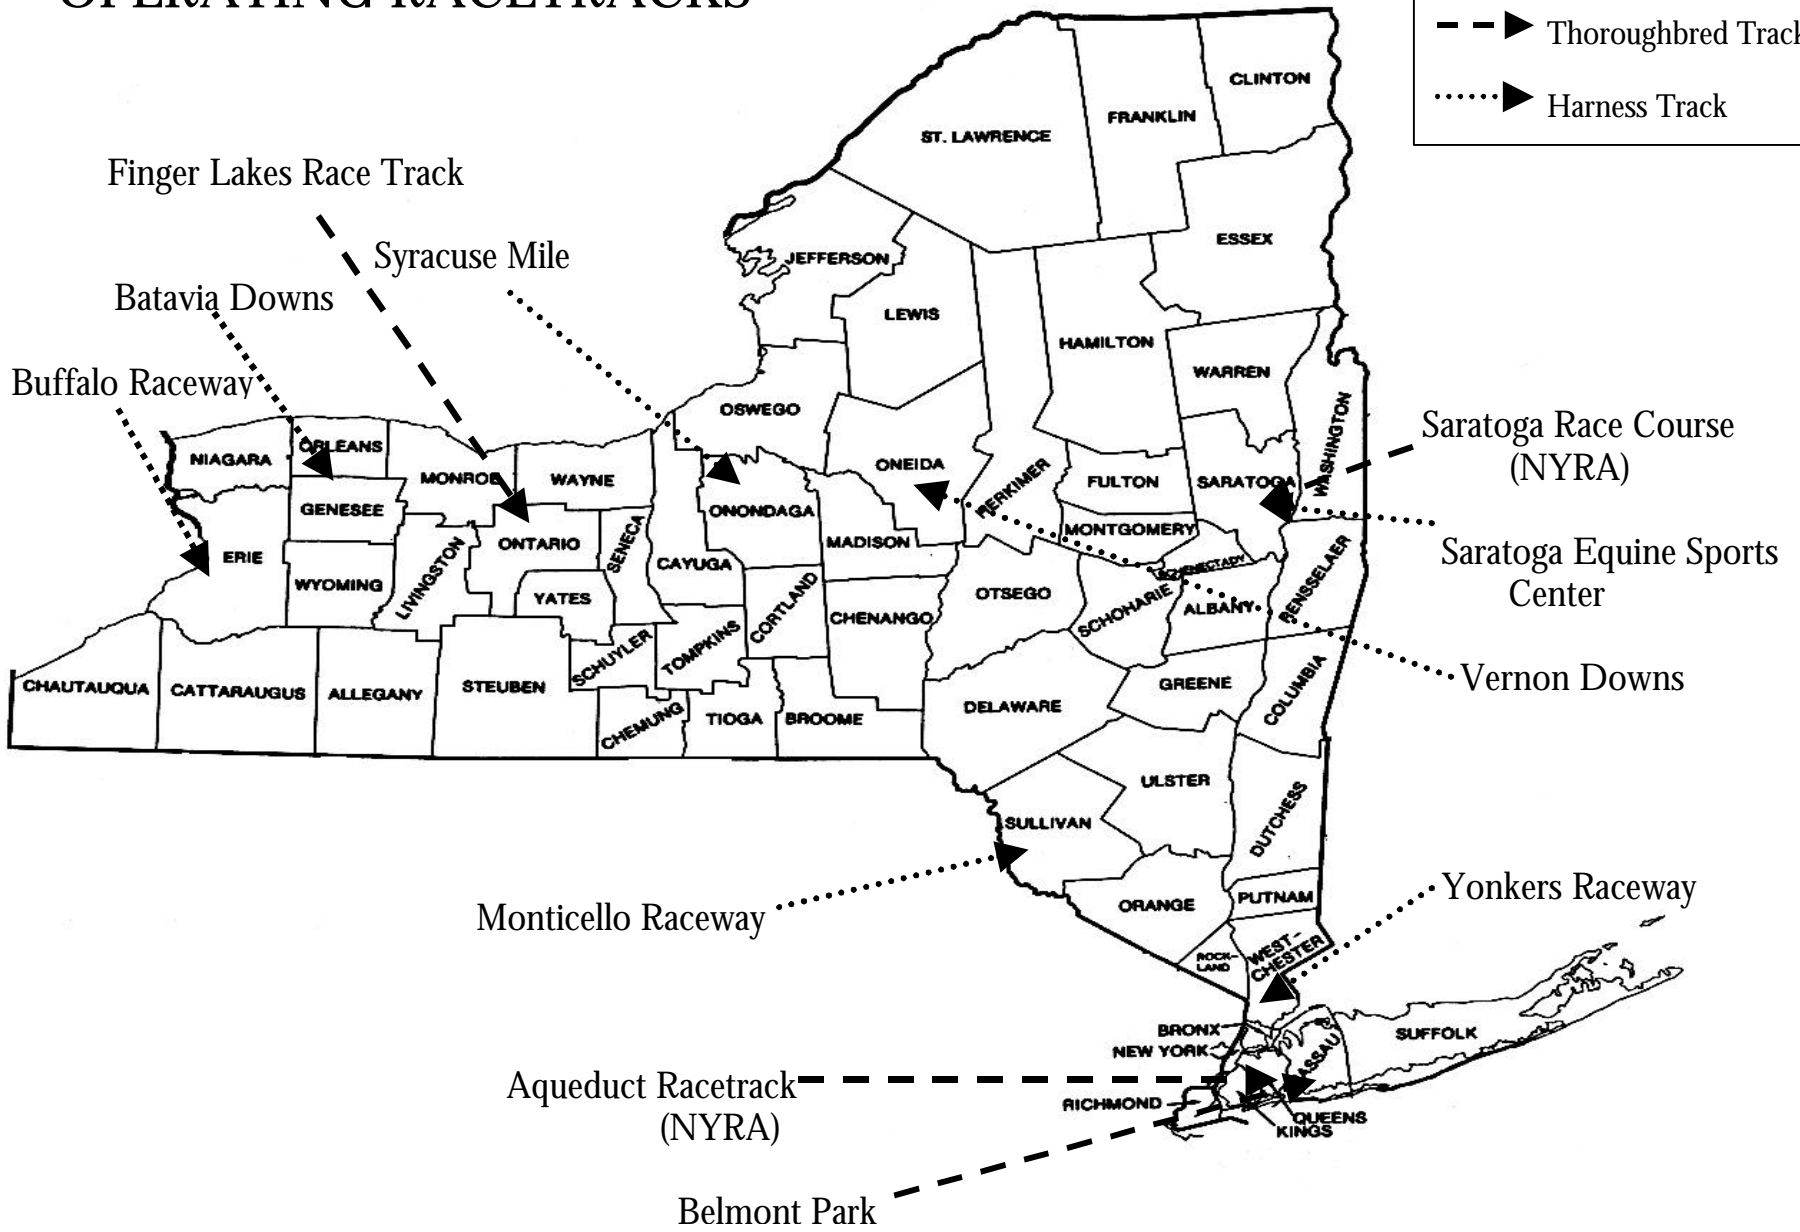 OPERATING RACETRACKS
Thoroughbred Track
Harness Track
Finger Lakes Race Track
Syracuse Mile
Batavia Downs
Buffalo Raceway
Saratoga Race Course
(NYRA)
Saratoga Equine Sports
Center
Vernon Downs
Monticello Raceway
Yonkers Raceway
Aqueduct Racetrack
(NYRA)
Belmont Park
CLINTON
FRANKLIN
ST. LAWRENCE
ESSEX
JEFFERSON
LEWIS
HAMILTON
WARREN
WASHINGTON
OSWEGO
ONEIDA
HERKIMER
FULTON
SARATOGA
MONTGOMERY
NIAGARA
ORLEANS
MONROE
WAYNE
GENESEE
ONONDAGA
MADISON
ERIE
WYOMING
LIVINGSTON
ONTARIO
SENECA
CAYUGA
YATES
CORTLAND
CHENANGO
OTSEGO
SCHOHARIE
SCHENECTADY
ALBANY
RENSSELAER
CHAUTAUQUA
CATTARAUGUS
ALLEGANY
STEUBEN
SCHUYLER
TOMPKINS
CHEMUNG
TIOGA
BROOME
DELAWARE
GREENE
COLUMBIA
ULSTER
SULLIVAN
DUTCHESS
ORANGE
PUTNAM
ROCK-
LAND
WEST-
CHESTER
BRONX
NEW YORK
SUFFOLK
ASSAU
RICHMOND
QUEENS
KINGS